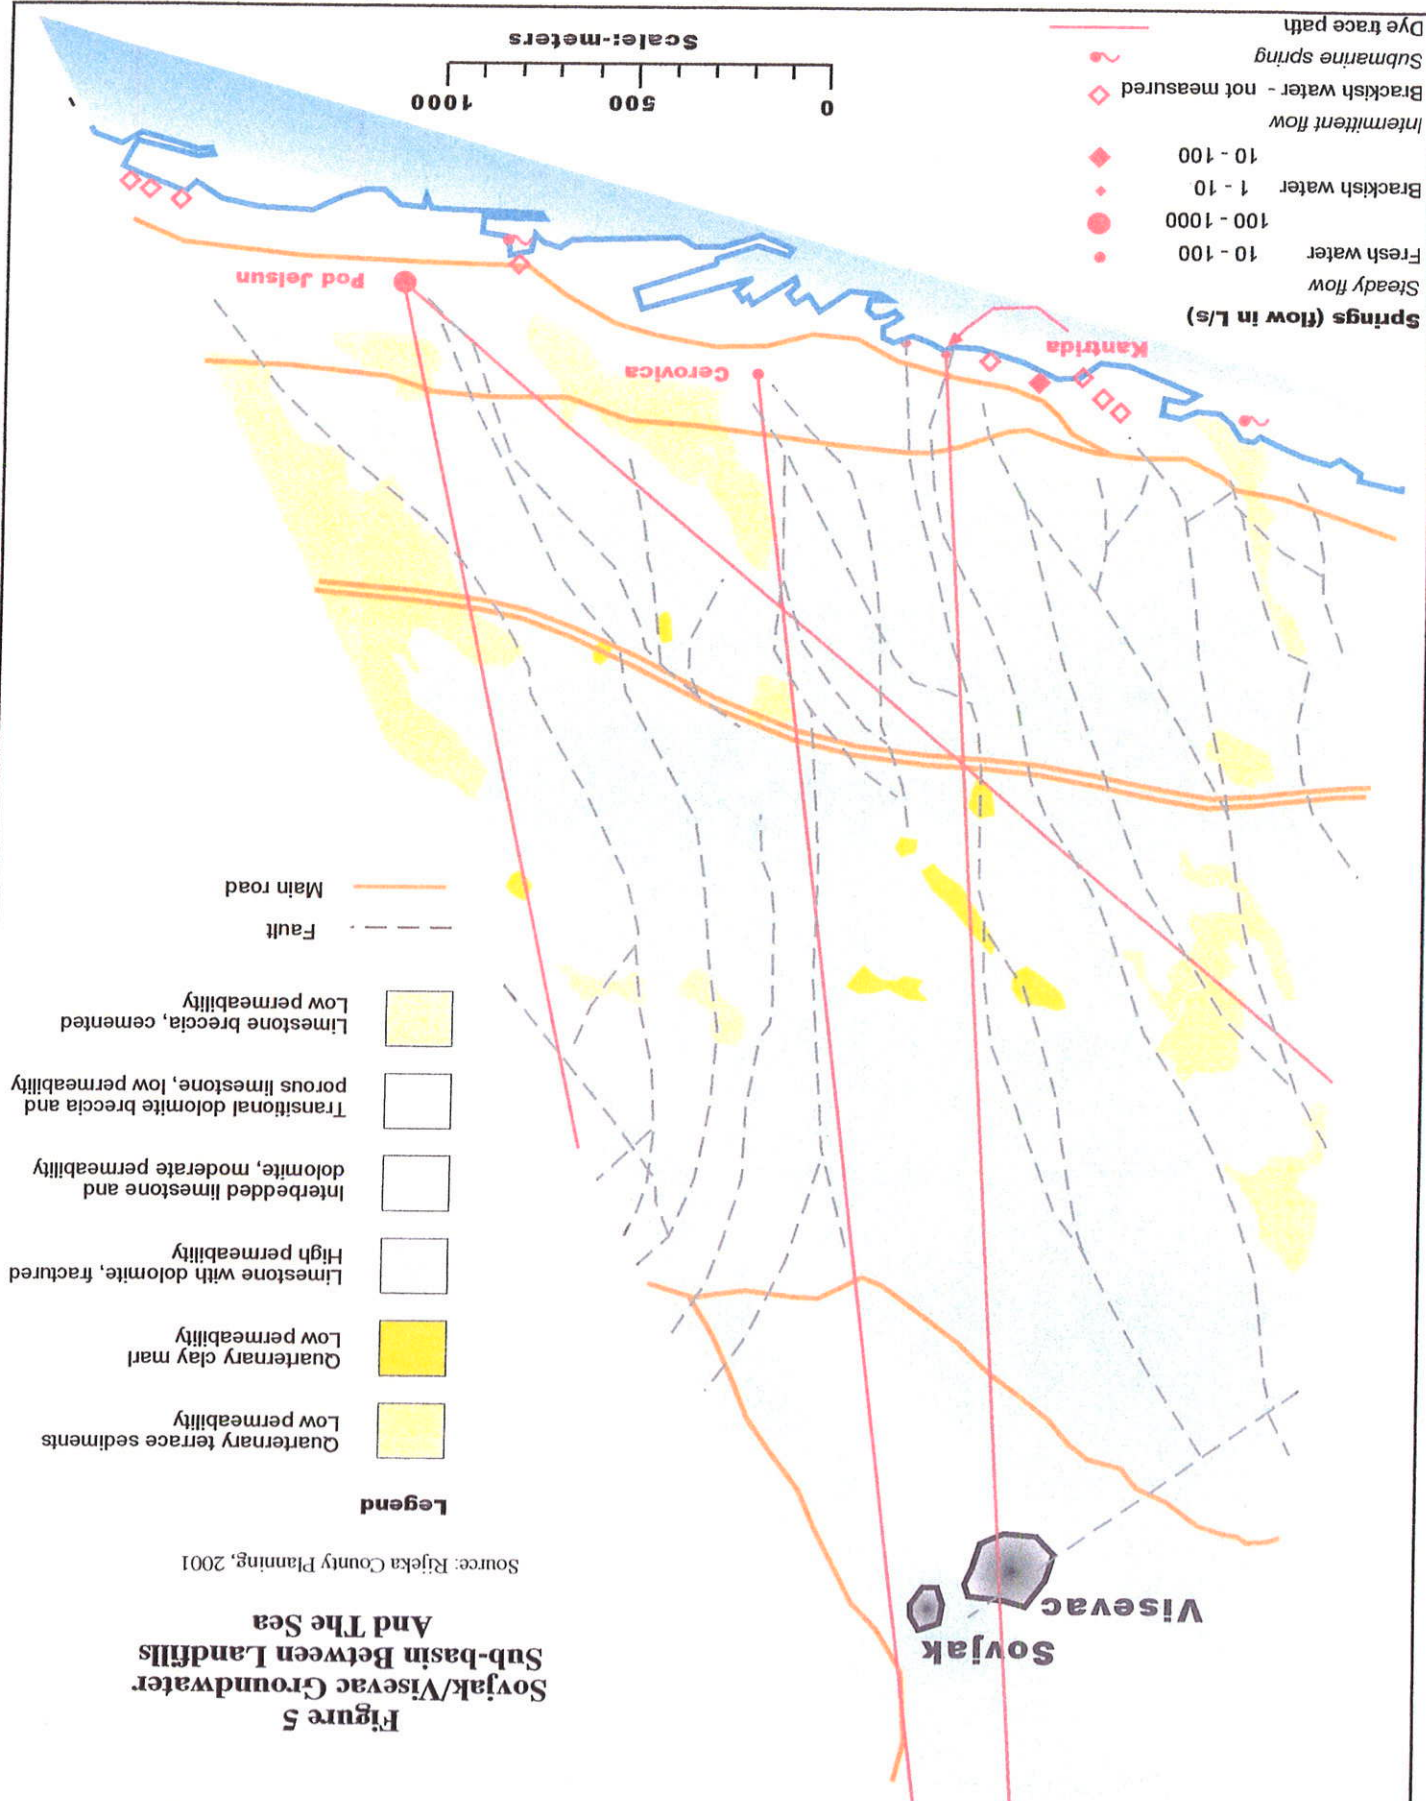 Figure 5
Sovjak/Visevac Groundwater
Sub-basin Between Landfills
And The Sea
Source: Rijeka County Planning, 2001
Legend
Quarternary terrace sediments
Low permeability
Quarternary clay marl
Low permeability
Limestone with dolomite, fractured
High permeability
Interbedded limestone and
dolomite, moderate permeability
Transitional dolomite breccia and
porous limestone, low permeability
Limestone breccia, cemented
Low permeability
Fault
Main road
Sovjak
Visevac
Kantrida
Cerovica
Pod Jelsun
Springs (flow in L/s)
Steady flow
Fresh water 10 - 100
100 - 1000
Brackish water 1 - 10
10 - 100
Intermittent flow
Brackish water - not measured
Submarine spring
Dye trace path
0 500 1000
Scale:-meters